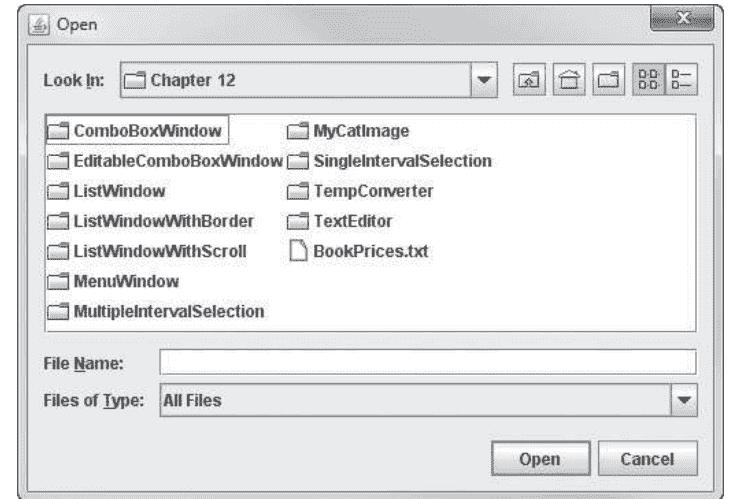 Open
Look In: Chapter 12
ComboBoxWindow
EditableComboBoxWindow
ListWindow
ListWindowWithBorder
ListWindowWithScroll
MenuWindow
MultipleIntervalSelection
MyCatImage
SingleIntervalSelection
TempConverter
TextEditor
BookPrices.txt
File Name:
Files of Type: All Files
Open Cancel